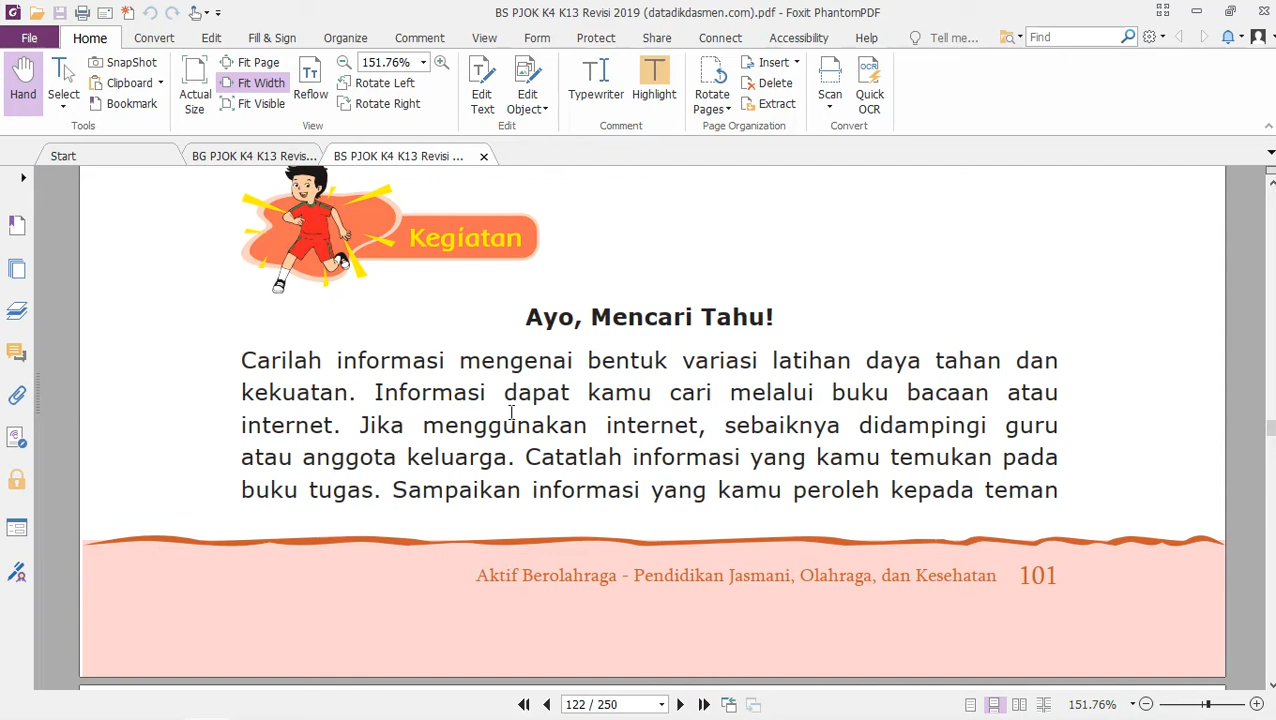 BS PJOK K4 K13 Revisi 2019 (datadikdasmen.com).pdf - Foxit PhantomPDF
File Home Convert Edit Fill & Sign Organize Comment View Form Protect Share Connect Accessibility Help Tell me... Find
Hand
Select
SnapShot
Clipboard
Bookmark
Tools
Actual Size
Fit Page
Fit Width
Fit Visible
Reflow
151.76%
Rotate Left
Rotate Right
View
Edit Text
Edit Object
Edit
Typewriter
Highlight
Comment
Rotate Pages
Insert
Delete
Extract
Page Organization
Scan
Quick OCR
Convert
Start
BG PJOK K4 K13 Revis...
BS PJOK K4 K13 Revisi ...
Kegiatan
Ayo, Mencari Tahu!
Carilah informasi mengenai bentuk variasi latihan daya tahan dan
kekuatan. Informasi dapat kamu cari melalui buku bacaan atau
internet. Jika menggunakan internet, sebaiknya didampingi guru
atau anggota keluarga. Catatlah informasi yang kamu temukan pada
buku tugas. Sampaikan informasi yang kamu peroleh kepada teman
Aktif Berolahraga - Pendidikan Jasmani, Olahraga, dan Kesehatan 101
122 / 250
151.76%